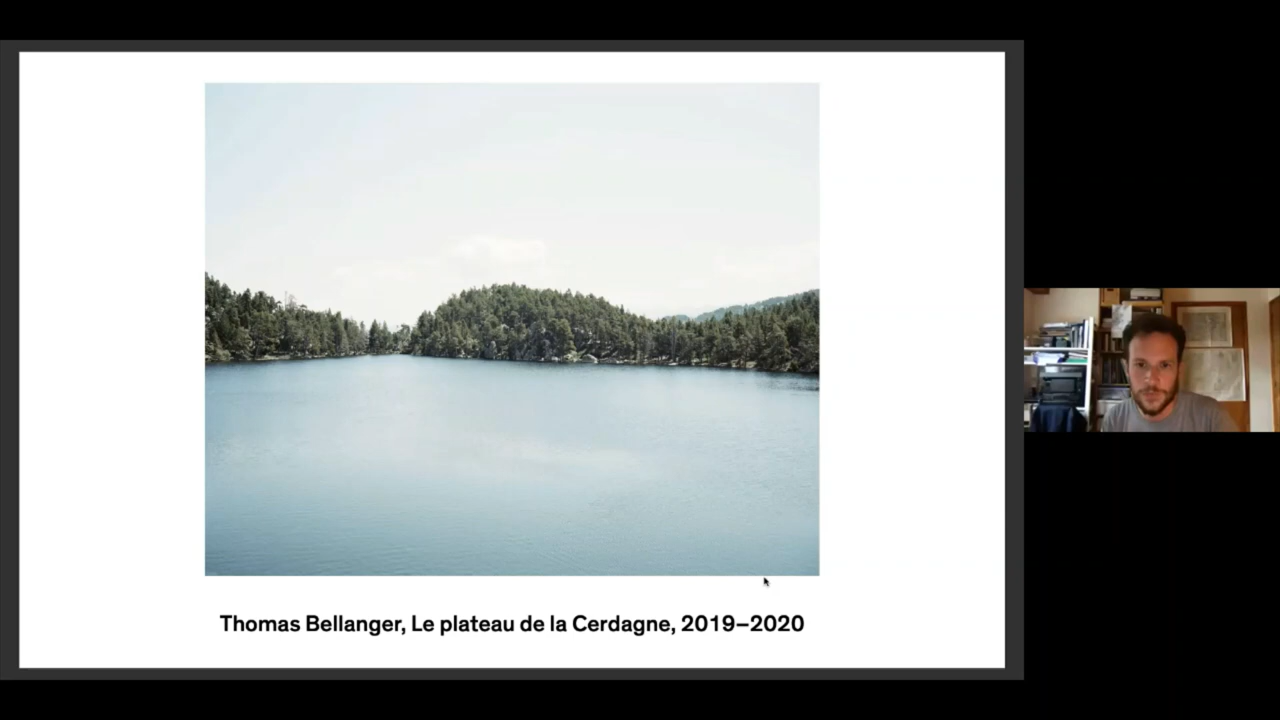 Thomas Bellanger, Le plateau de la Cerdagne, 2019–2020